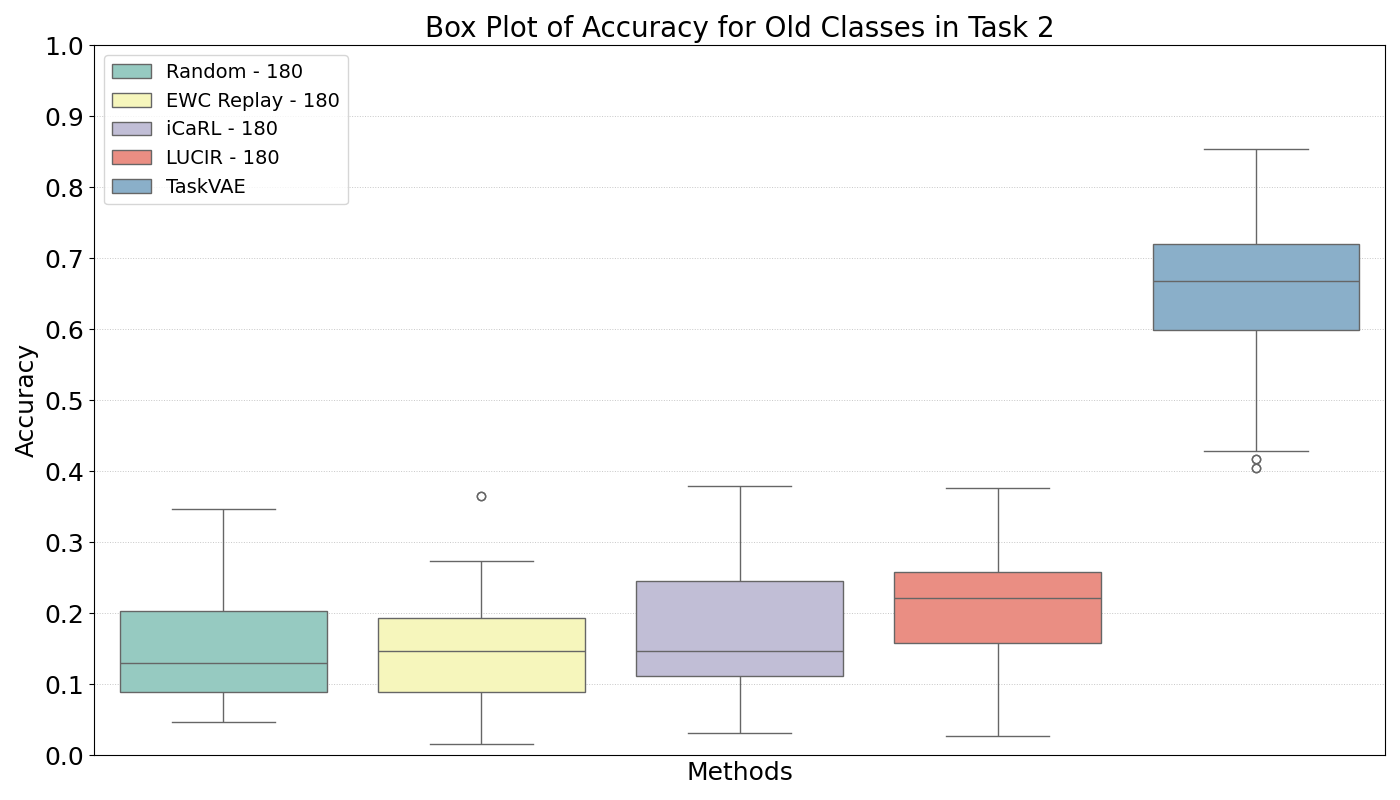 Box Plot of Accuracy for Old Classes in Task 2
1.0
0.9
0.8
0.7
0.6
0.5
0.4
0.3
0.2
0.1
0.0
Accuracy
Random - 180
EWC Replay - 180
iCaRL - 180
LUCIR - 180
TaskVAE
Methods